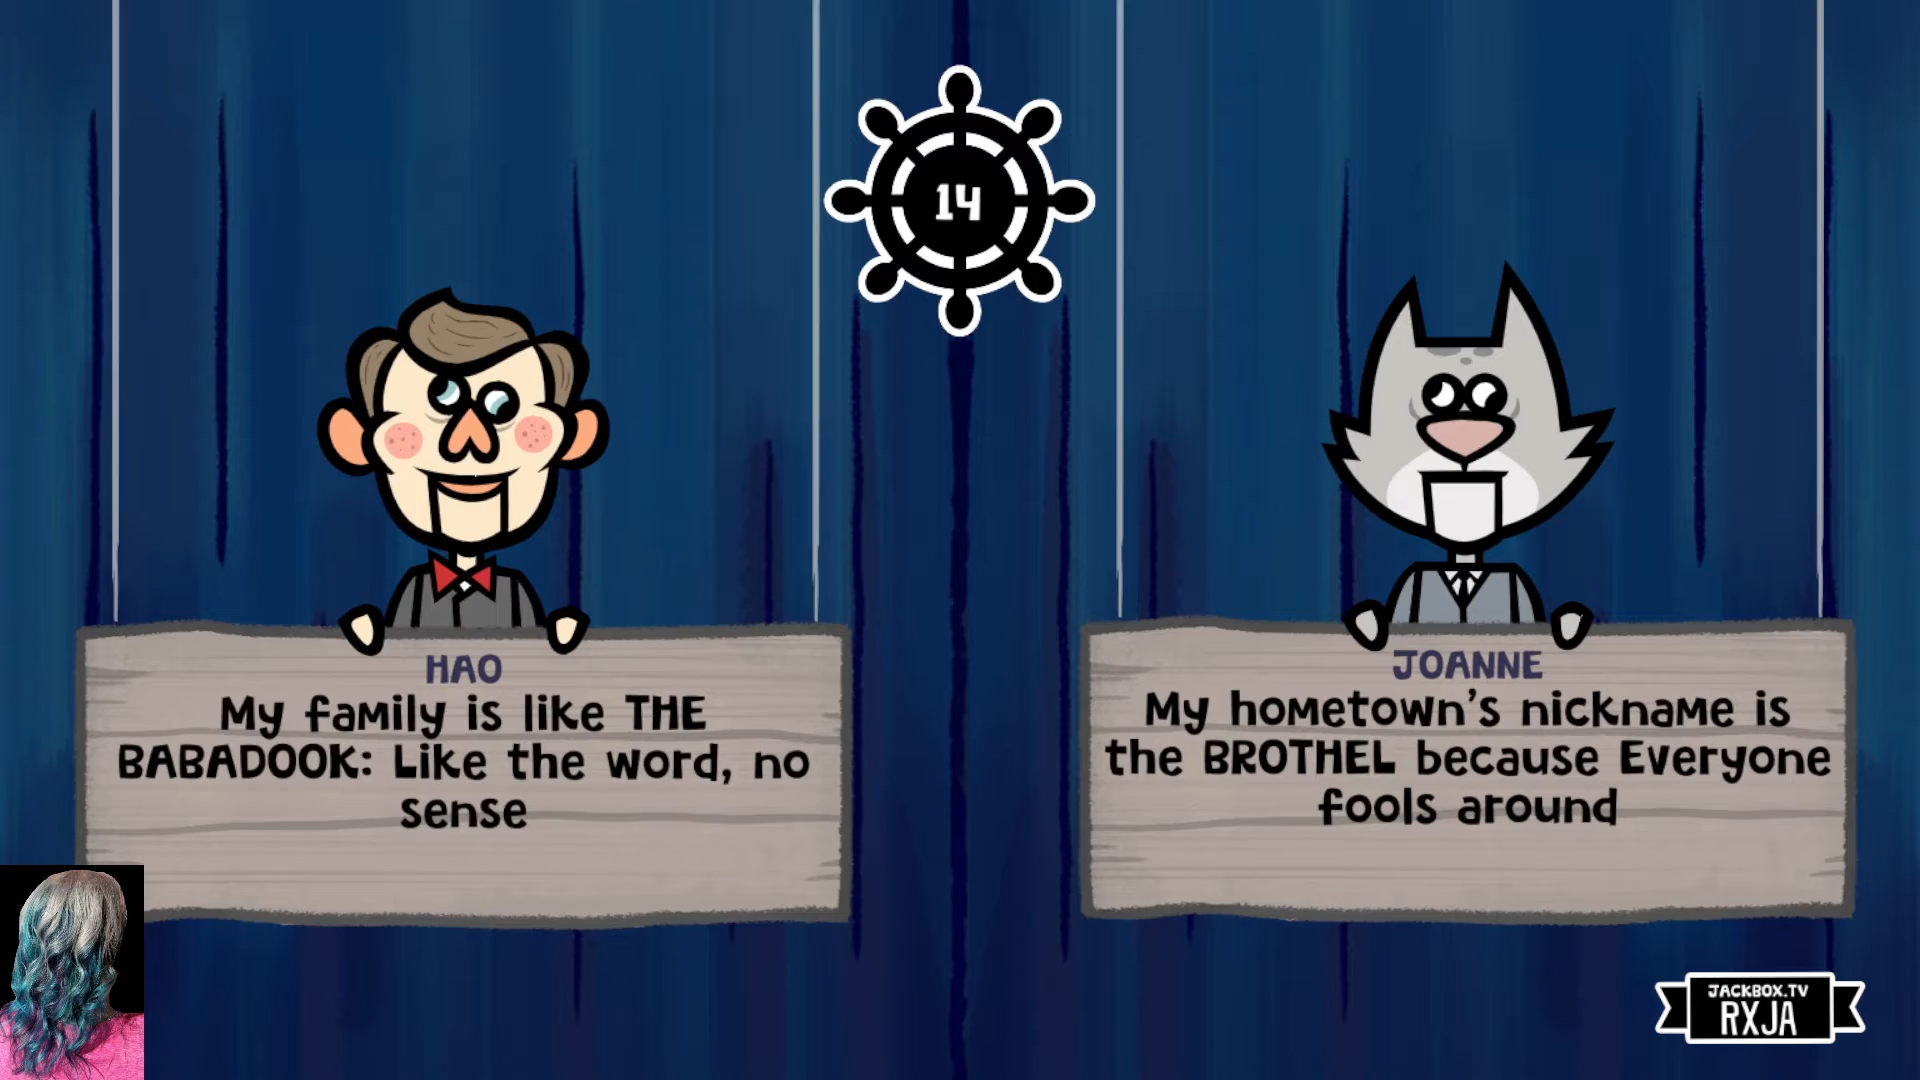 14
HAO
My family is like THE
BABADOOK: Like the word, no
sense
JOANNE
My hometown's nickname is
the BROTHEL because Everyone
fools around
JACKBOX.TV
RXJA